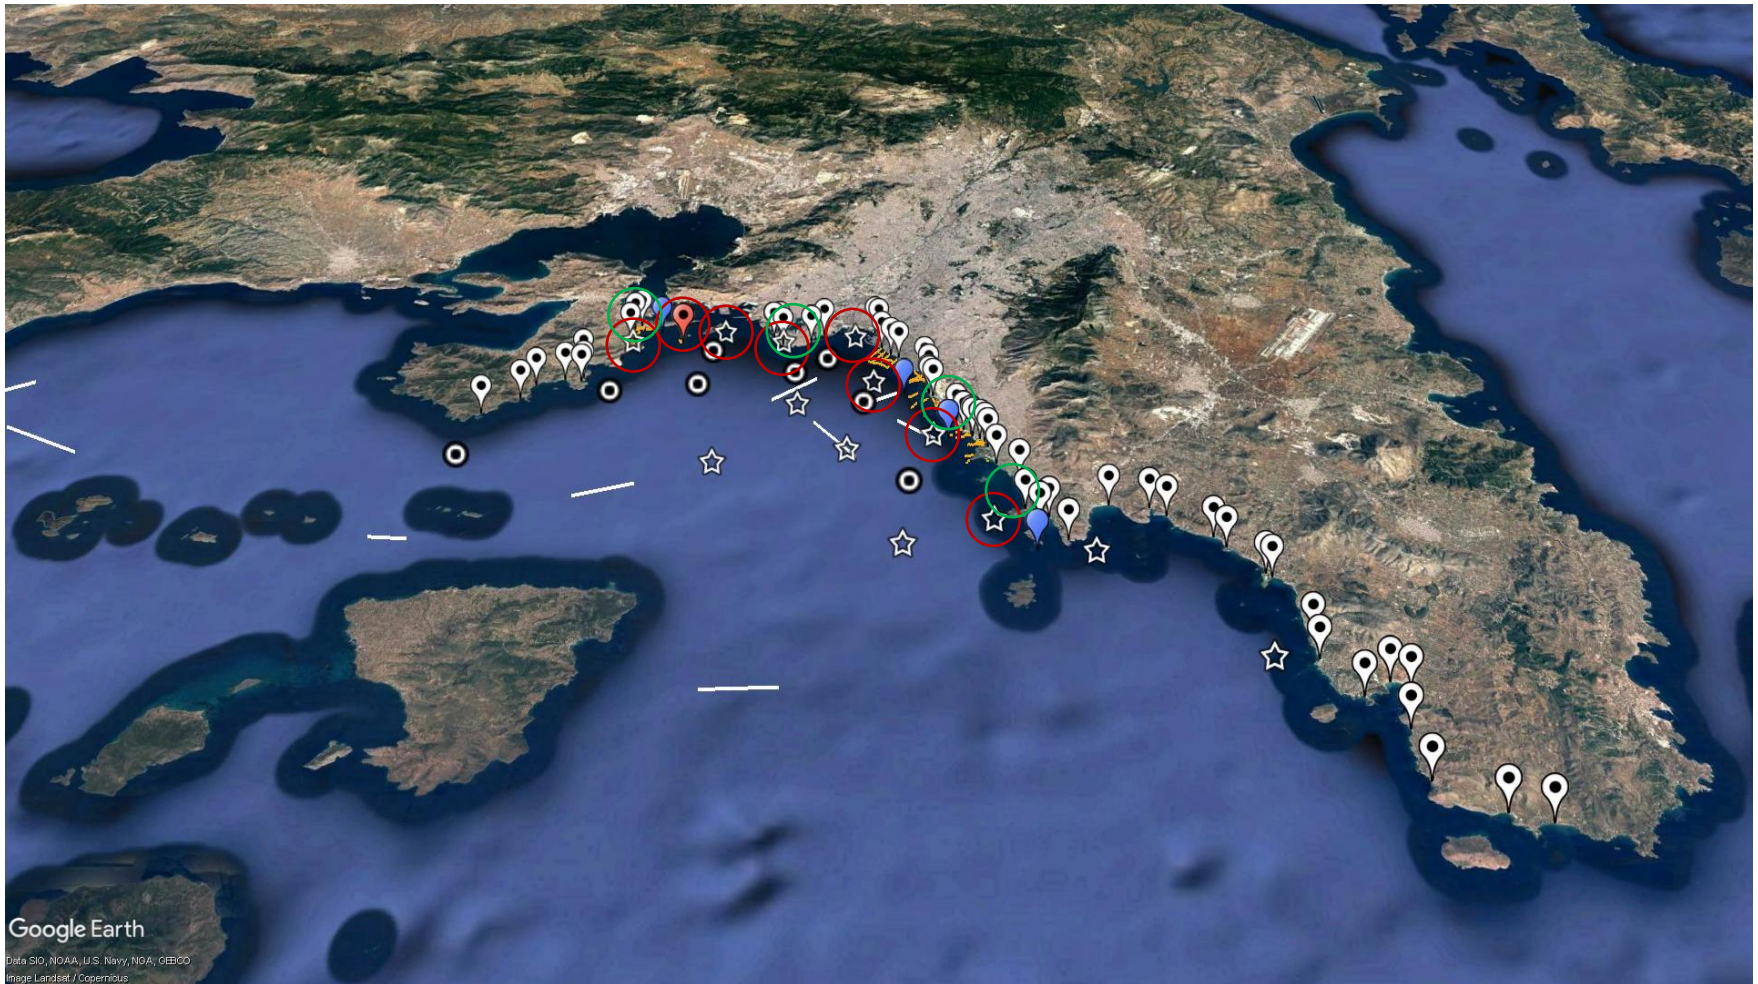 Google Earth
Data SIO, NOAA, U.S. Navy, NGA, GEBCO
Image Landsat / Copernicus